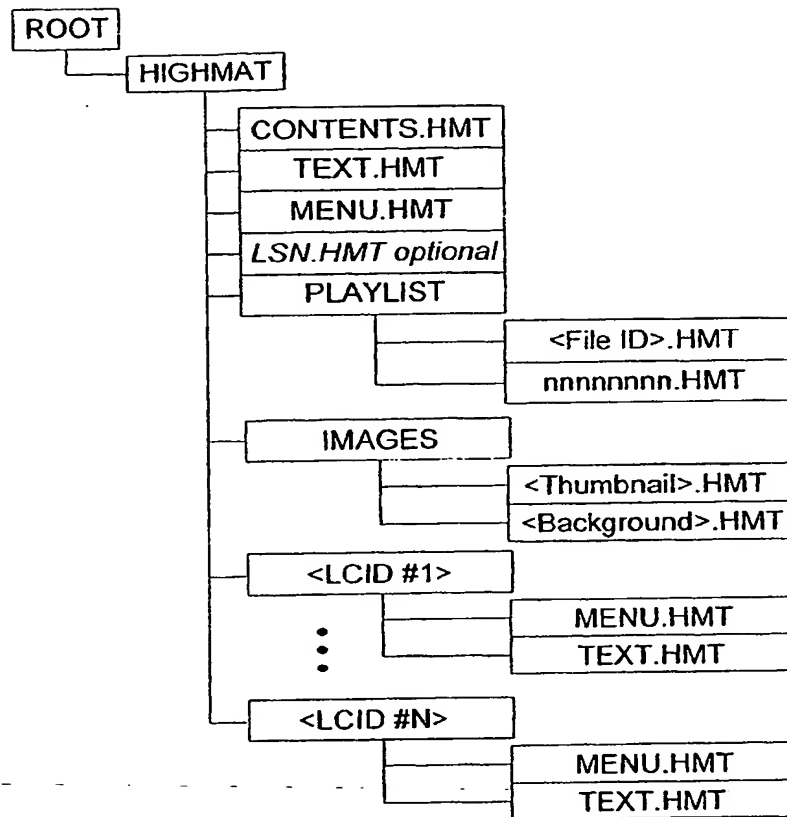 ROOT
HIGHMAT
CONTENTS.HMT
TEXT.HMT
MENU.HMT
LSN.HMT optional
PLAYLIST
<File ID>.HMT
nnnnnnnn.HMT
IMAGES
<Thumbnail>.HMT
<Background>.HMT
<LCID #1>
MENU.HMT
TEXT.HMT
<LCID #N>
MENU.HMT
TEXT.HMT